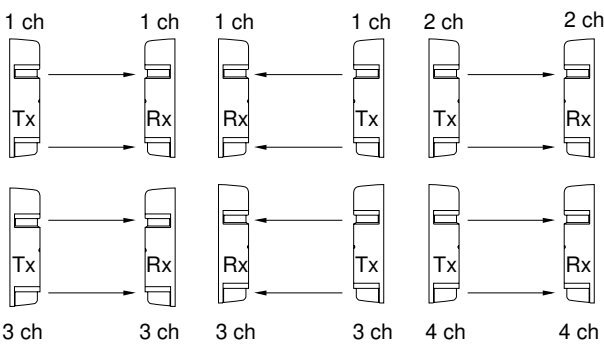 1 ch 1 ch 1 ch 1 ch 2 ch 2 ch
Tx Rx Rx Tx Tx Rx
Tx Rx Rx Tx Tx Rx
3 ch 3 ch 3 ch 3 ch 4 ch 4 ch